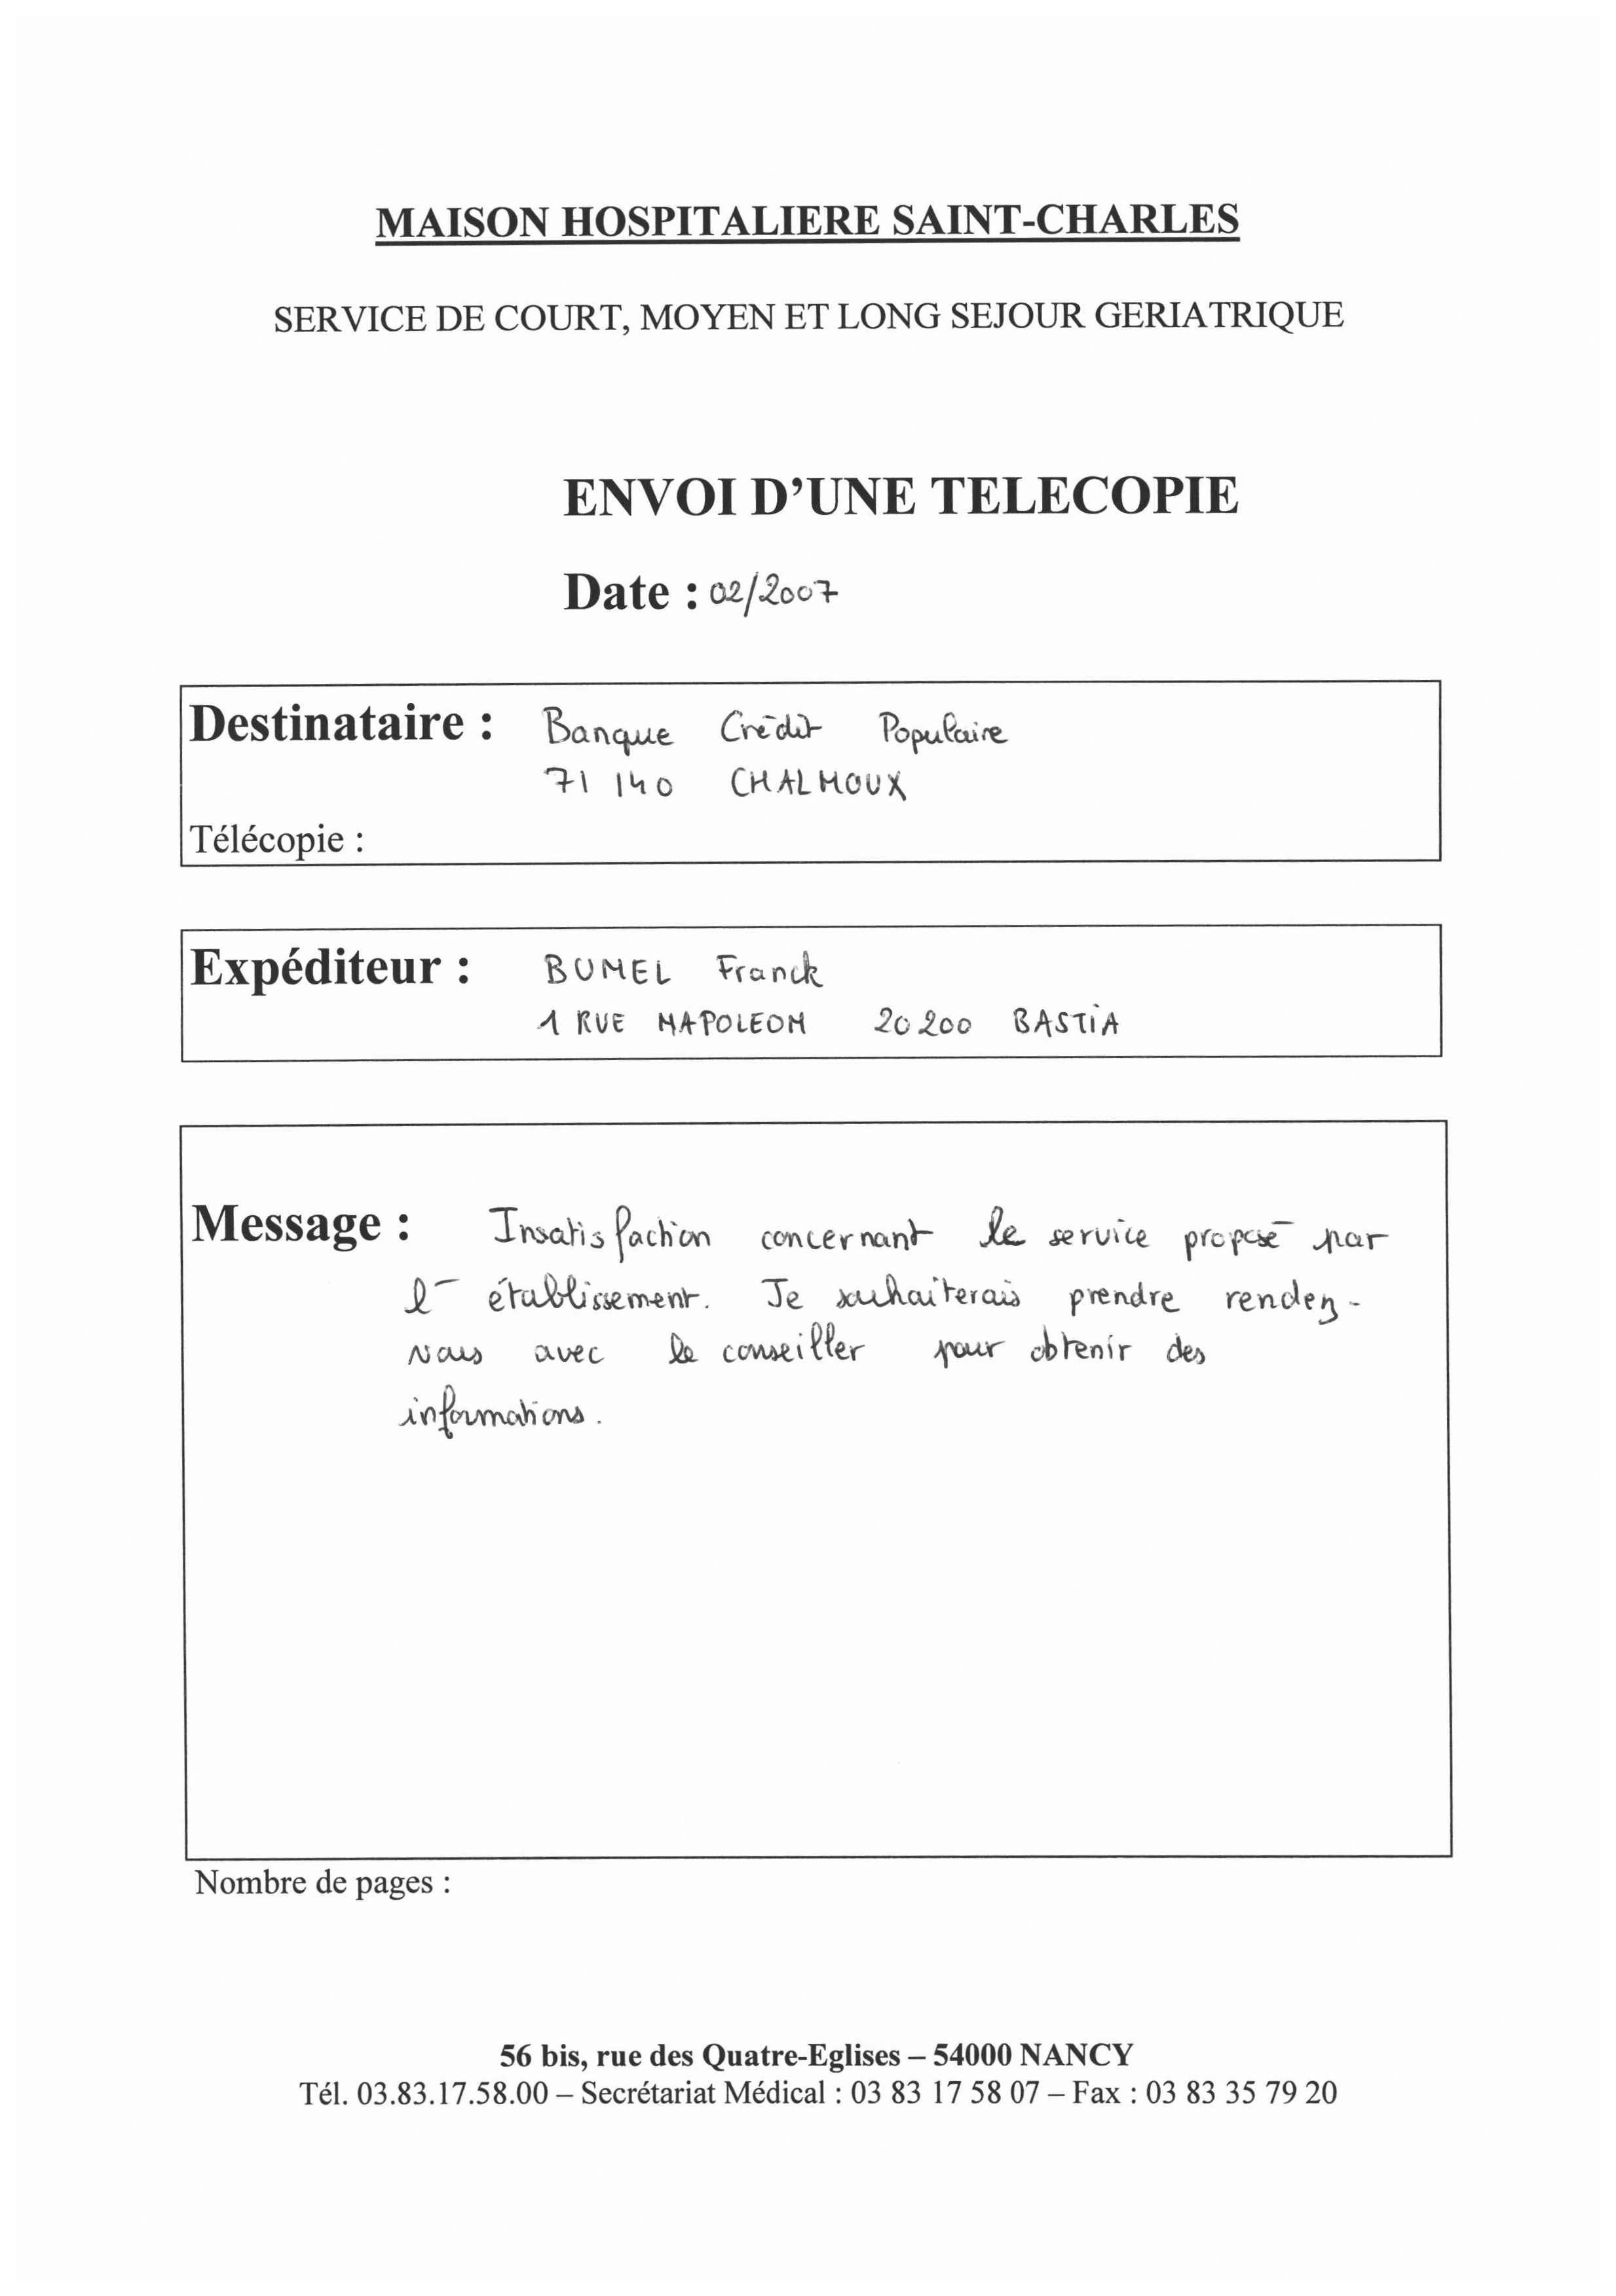 MAISON HOSPITALIERE SAINT-CHARLES
SERVICE DE COURT, MOYEN ET LONG SEJOUR GERIATRIQUE
ENVOI D'UNE TELECOPIE
Date : 02/2007
Destinataire : Banque Crédit Populaire
71 140 CHALMOUX
Télécopie :
Expéditeur : BUMEL Franck
1 RUE NAPOLEON 20200 BASTIA
Message : Insatisfaction concernant le service proposé par
l' établissement. Je souhaiterais prendre rendez-
vous avec le conseiller pour obtenir des
informations.
Nombre de pages :
56 bis, rue des Quatre-Eglises – 54000 NANCY
Tél. 03.83.17.58.00 – Secrétariat Médical : 03 83 17 58 07 – Fax : 03 83 35 79 20